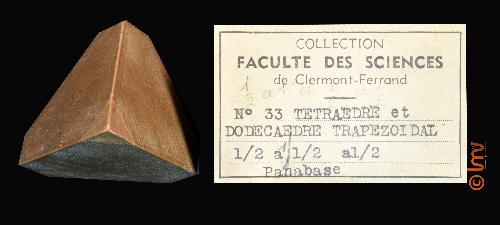 COLLECTION
FACULTE DES SCIENCES
de Clermont-Ferrand
N° 33 TETRAEDRE et
DODECAEDRE TRAPEZOIDAL
1/2 a 1/2 a1/2
Panabase
© lmv